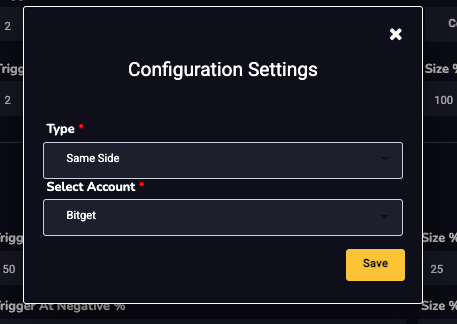 2
Co
Configuration Settings
Trigg
Size %
2
100
Type *
Same Side
Select Account *
Bitget
Trigg
Size %
50
25
Save
Trigger At Negative %
Size %